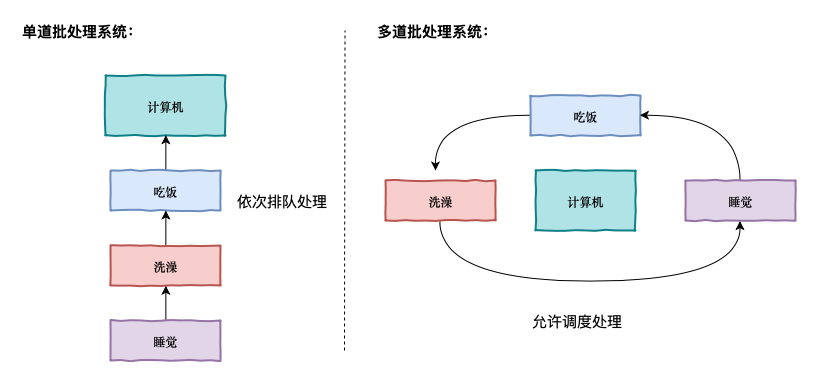 单道批处理系统：
计算机
吃饭
依次排队处理
洗澡
睡觉
多道批处理系统：
吃饭
洗澡
计算机
睡觉
允许调度处理